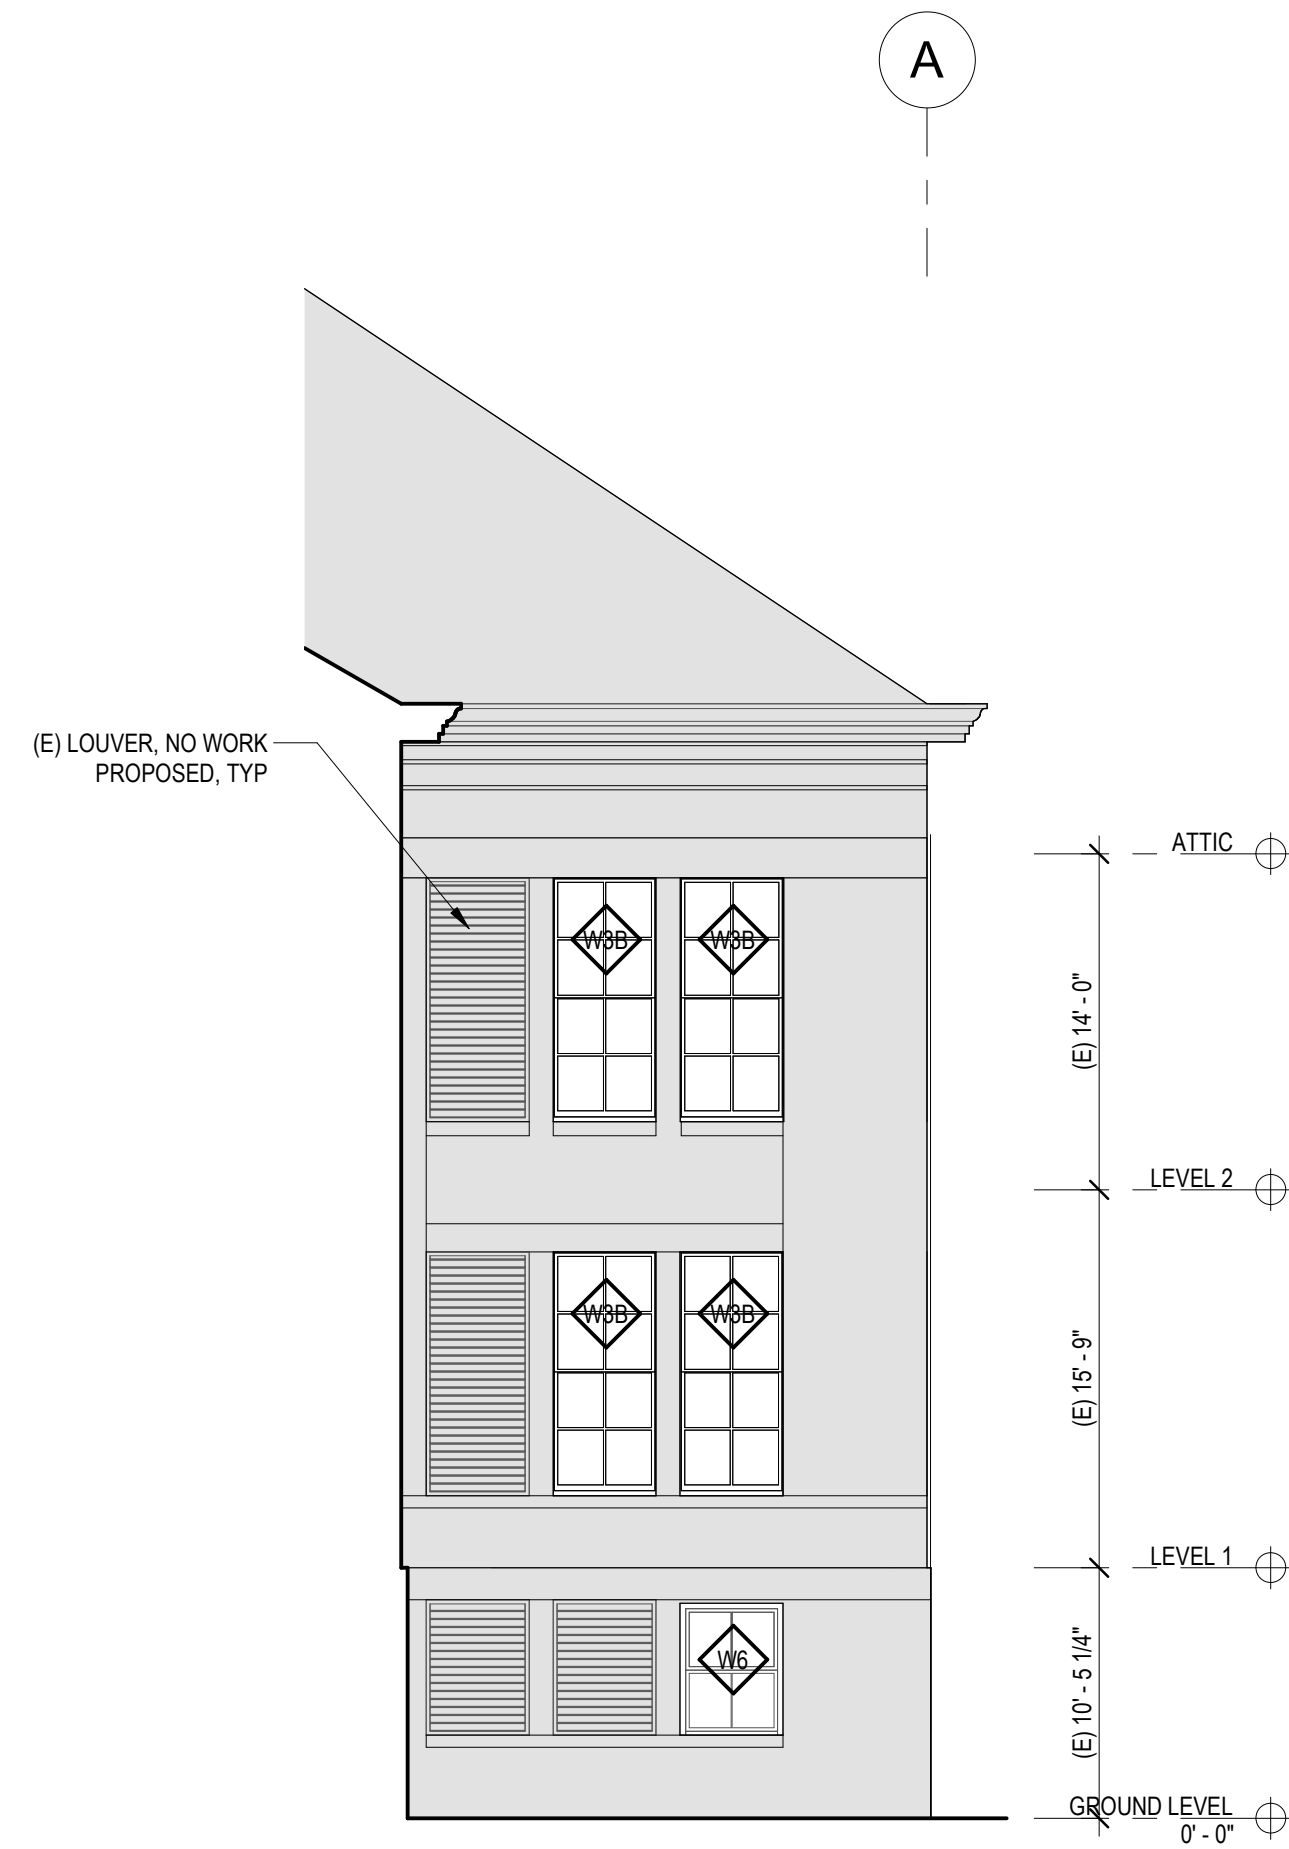 A
(E) LOUVER, NO WORK
PROPOSED, TYP
ATTIC
W3B
W3B
(E) 14' - 0"
LEVEL 2
W3B
W3B
(E) 15' - 9"
LEVEL 1
W6
(E) 10' - 5 1/4"
GROUND LEVEL
0' - 0"